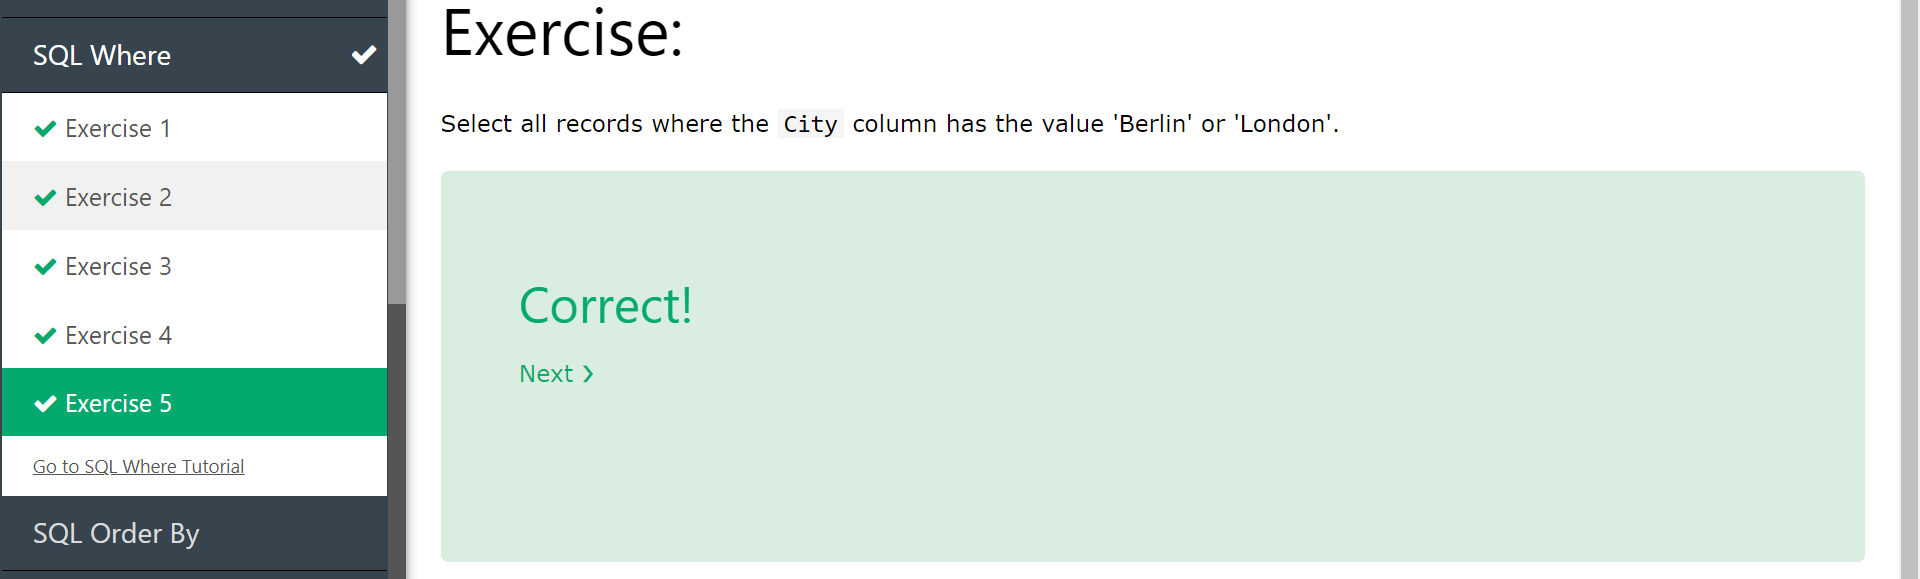 SQL Where
Exercise 1
Exercise 2
Exercise 3
Exercise 4
Exercise 5
Go to SQL Where Tutorial
SQL Order By
Exercise:
Select all records where the City column has the value 'Berlin' or 'London'.
Correct!
Next ❯